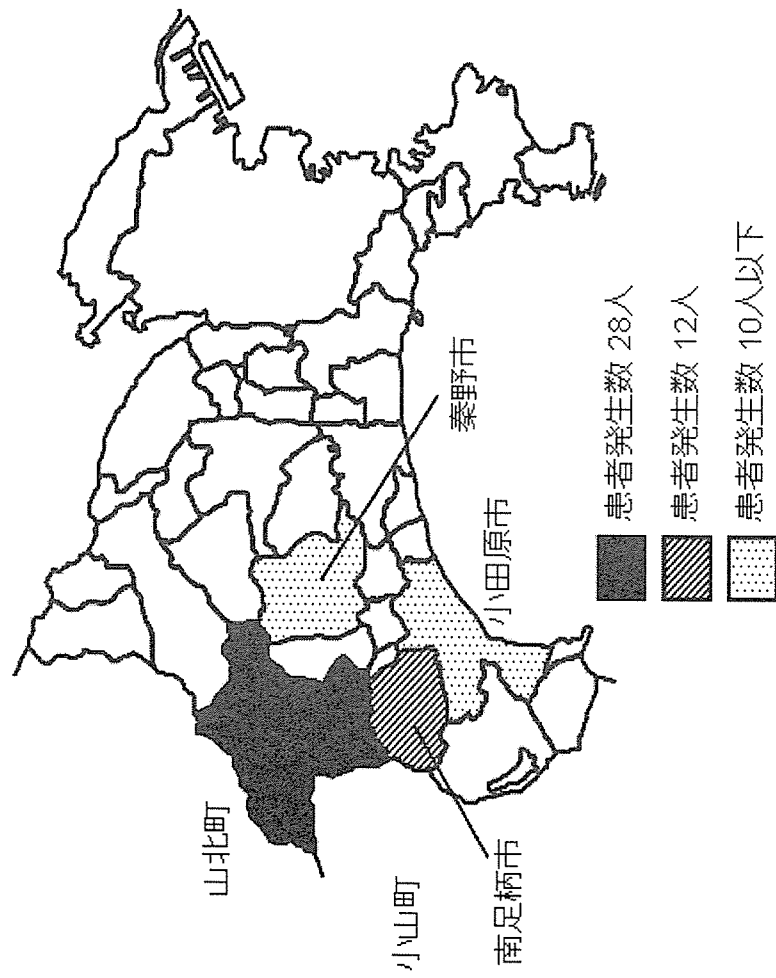 山北町
小山町
南足柄市
小田原市
秦野市
患者発生数 28人
患者発生数 12人
患者発生数 10人以下